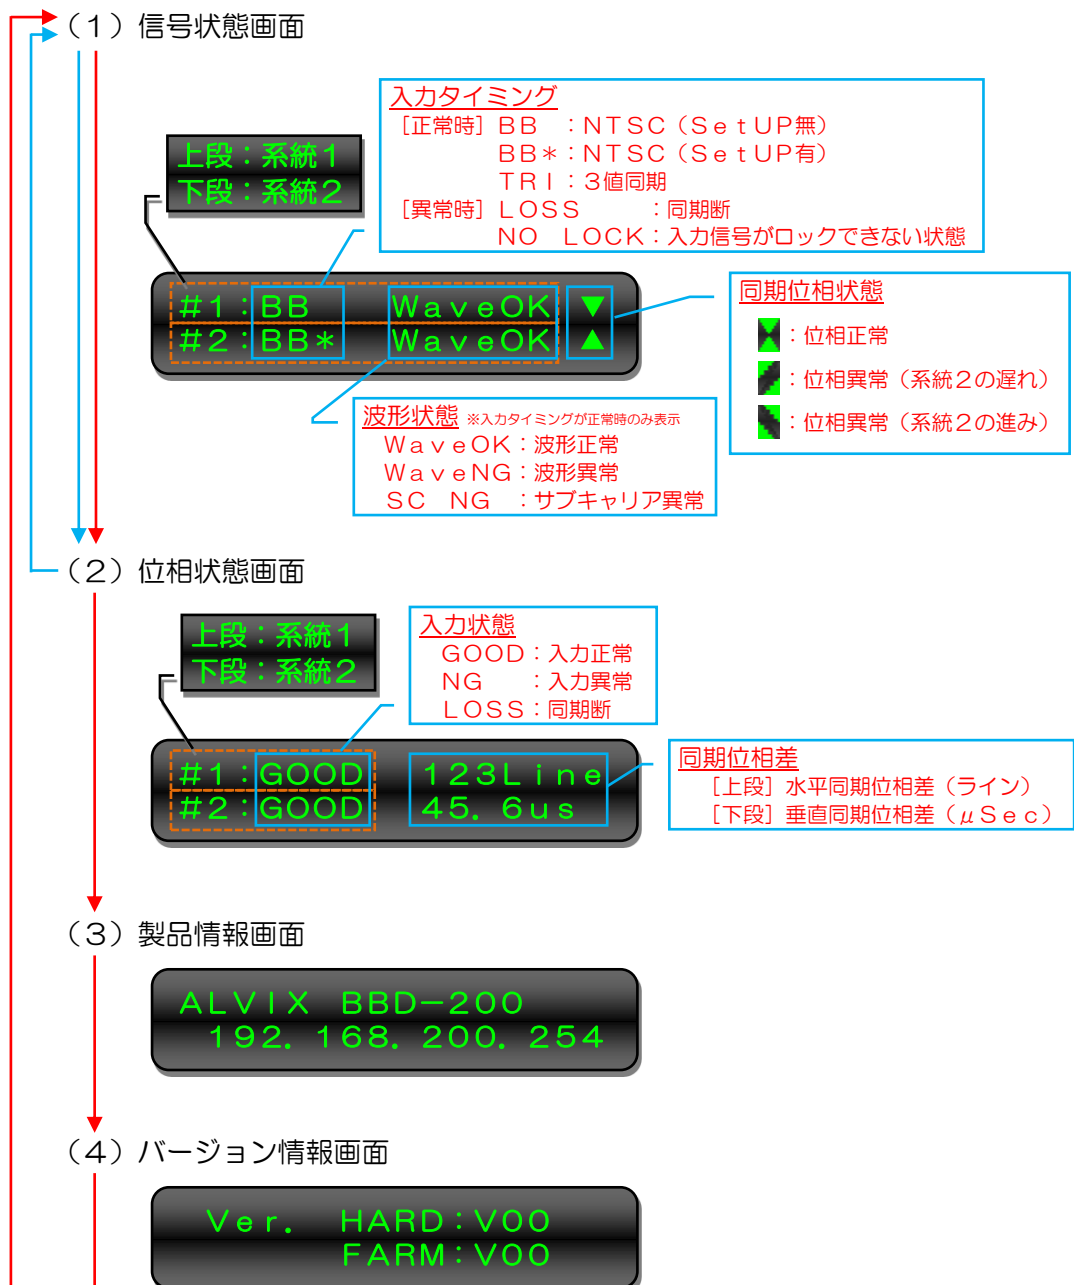 （１）信号状態画面
入力タイミング
［正常時］ＢＢ　：ＮＴＳＣ（ＳｅｔＵＰ無）
ＢＢ＊：ＮＴＳＣ（ＳｅｔＵＰ有）
ＴＲＩ：３値同期
［異常時］ＬＯＳＳ　　　：同期断
ＮＯ　ＬＯＣＫ：入力信号がロックできない状態
上段：系統１
下段：系統２
＃１：ＢＢ　　ＷａｖｅＯＫ　▼
＃２：ＢＢ＊　ＷａｖｅＯＫ　▲
同期位相状態
：位相正常
：位相異常（系統２の遅れ）
：位相異常（系統２の進み）
波形状態 ※入力タイミングが正常時のみ表示
ＷａｖｅＯＫ：波形正常
ＷａｖｅＮＧ：波形異常
ＳＣ　ＮＧ　：サブキャリア異常
（２）位相状態画面
上段：系統１
下段：系統２
入力状態
ＧＯＯＤ：入力正常
ＮＧ　　：入力異常
ＬＯＳＳ：同期断
＃１：ＧＯＯＤ　１２３Ｌｉｎｅ
＃２：ＧＯＯＤ　４５．６ｕｓ
同期位相差
［上段］水平同期位相差（ライン）
［下段］垂直同期位相差（μＳｅｃ）
（３）製品情報画面
ＡＬＶＩＸ　ＢＢＤ－２００
１９２．１６８．２００．２５４
（４）バージョン情報画面
Ｖｅｒ．　ＨＡＲＤ：Ｖ００
ＦＡＲＭ：Ｖ００